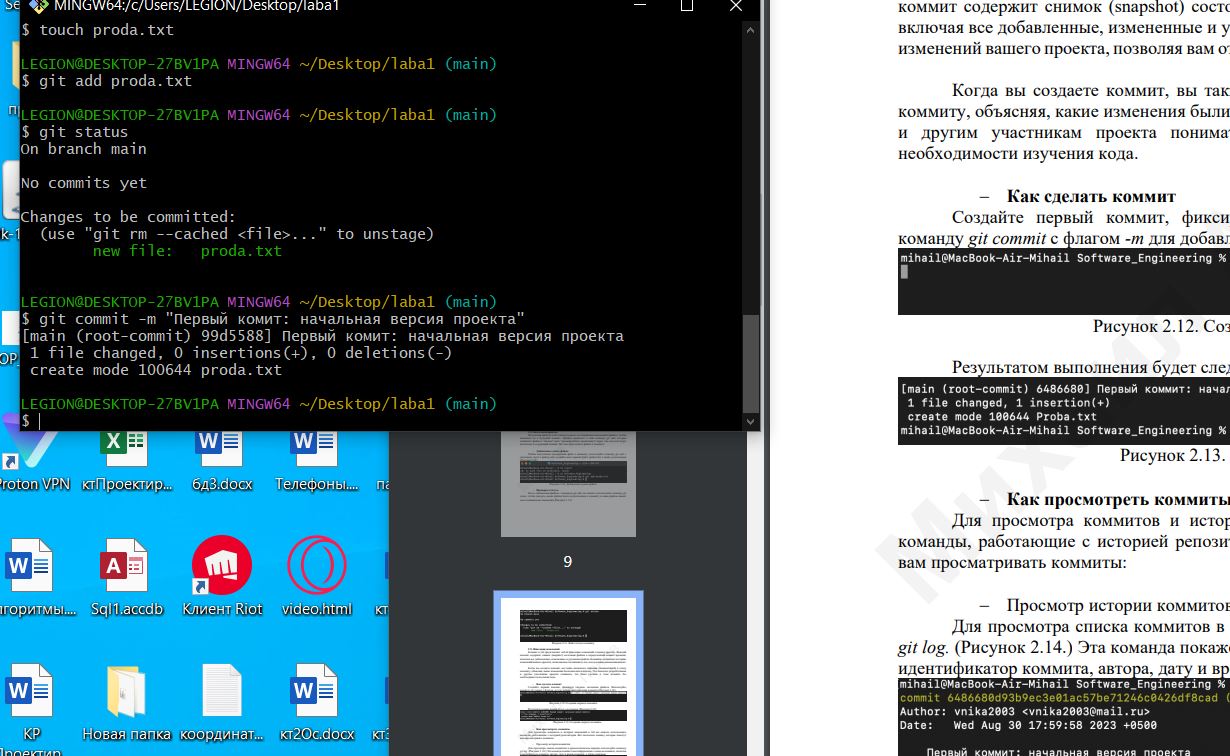 MINGW64:/c/Users/LEGION/Desktop/laba1
$ touch proda.txt
LEGION@DESKTOP-27BV1PA MINGW64 ~/Desktop/laba1 (main)
$ git add proda.txt
LEGION@DESKTOP-27BV1PA MINGW64 ~/Desktop/laba1 (main)
$ git status
On branch main
No commits yet
Changes to be committed:
(use "git rm --cached <file>..." to unstage)
new file: proda.txt
LEGION@DESKTOP-27BV1PA MINGW64 ~/Desktop/laba1 (main)
$ git commit -m "Первый комит: начальная версия проекта"
[main (root-commit) 99d5588] Первый комит: начальная версия проекта
1 file changed, 0 insertions(+), 0 deletions(-)
create mode 100644 proda.txt
LEGION@DESKTOP-27BV1PA MINGW64 ~/Desktop/laba1 (main)
$
Proton VPN
ктПроектир...
бд3.docx
Телефоны....
лгоритмы....
Sql1.accdb
Клиент Riot
video.html
КР
Проектир
Новая папка
координат...
кт2Ос.docx
9
коммит содержит снимок (snapshot) сост
включая все добавленные, измененные и у
изменений вашего проекта, позволяя вам о
Когда вы создаете коммит, вы так
коммиту, объясняя, какие изменения были
и другим участникам проекта понима
необходимости изучения кода.
– Как сделать коммит
Создайте первый коммит, фикси
команду git commit с флагом -m для добав
mihail@MacBook-Air-Mihail Software_Engineering %
Рисунок 2.12. Соз
Результатом выполнения будет след
[main (root-commit) 6486680] Первый коммит: начал
1 file changed, 1 insertion(+)
create mode 100644 Proba.txt
mihail@MacBook-Air-Mihail Software_Engineering %
Рисунок 2.13.
– Как просмотреть коммиты
Для просмотра коммитов и истор
команды, работающие с историей репозит
вам просматривать коммиты:
– Просмотр истории коммитов
Для просмотра списка коммитов в
git log. (Рисунок 2.14.) Эта команда покаж
идентификатор коммита, автора, дату и вр
mihail@MacBook-Air-Mihail Software_Engineering %
commit 6486680d93b9ec3e01ac57be71246c0426df8cad (
Author: vnika2003 <vnika2003@mail.ru>
Date: Wed Aug 30 17:59:58 2023 +0500
Первый коммит: начальная версия проекта